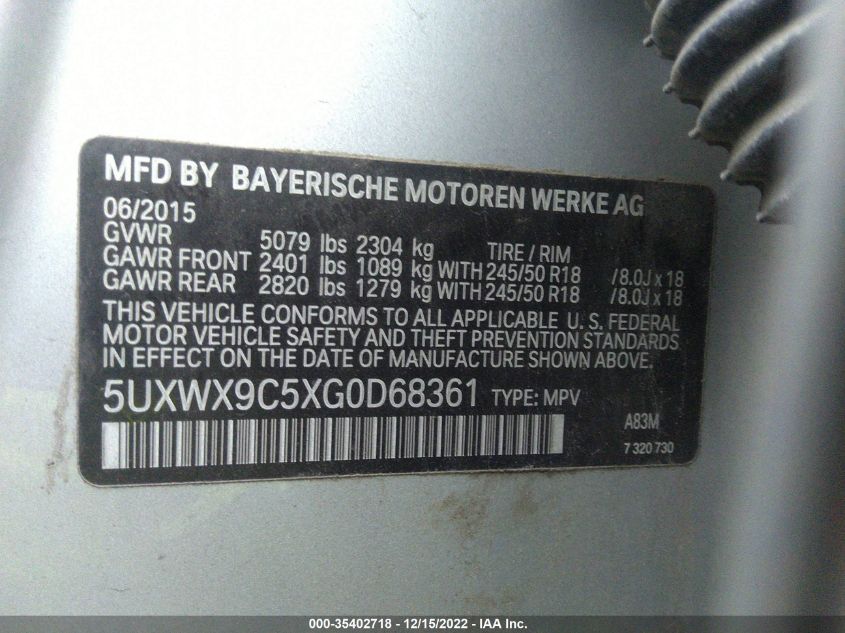 MFD BY BAYERISCHE MOTOREN WERKE AG
06/2015
GVWR 5079 lbs 2304 kg TIRE / RIM
GAWR FRONT 2401 lbs 1089 kg WITH 245/50 R18 /8.0J x 18
GAWR REAR 2820 lbs 1279 kg WITH 245/50 R18 /8.0J x 18
THIS VEHICLE CONFORMS TO ALL APPLICABLE U. S. FEDERAL
MOTOR VEHICLE SAFETY AND THEFT PREVENTION STANDARDS
IN EFFECT ON THE DATE OF MANUFACTURE SHOWN ABOVE.
5UXWX9C5XG0D68361 TYPE: MPV
A83M
7 320 730
000-35402718 - 12/15/2022 - IAA Inc.